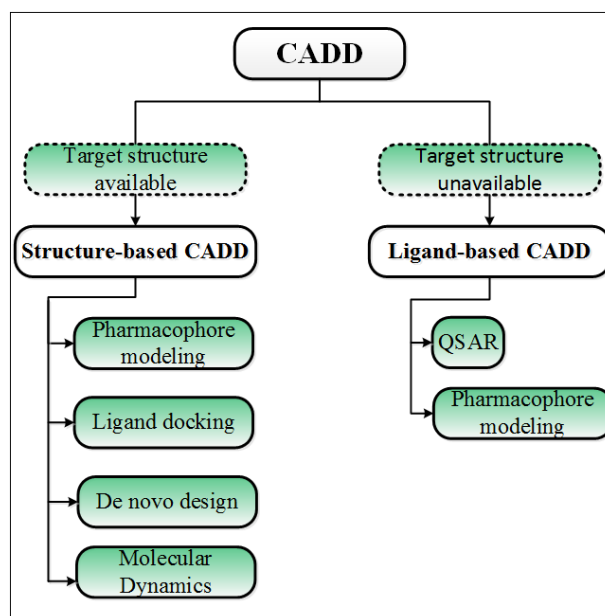 CADD
Target structure
available
Target structure
unavailable
Structure-based CADD
Ligand-based CADD
Pharmacophore
modeling
Ligand docking
De novo design
Molecular
Dynamics
QSAR
Pharmacophore
modeling